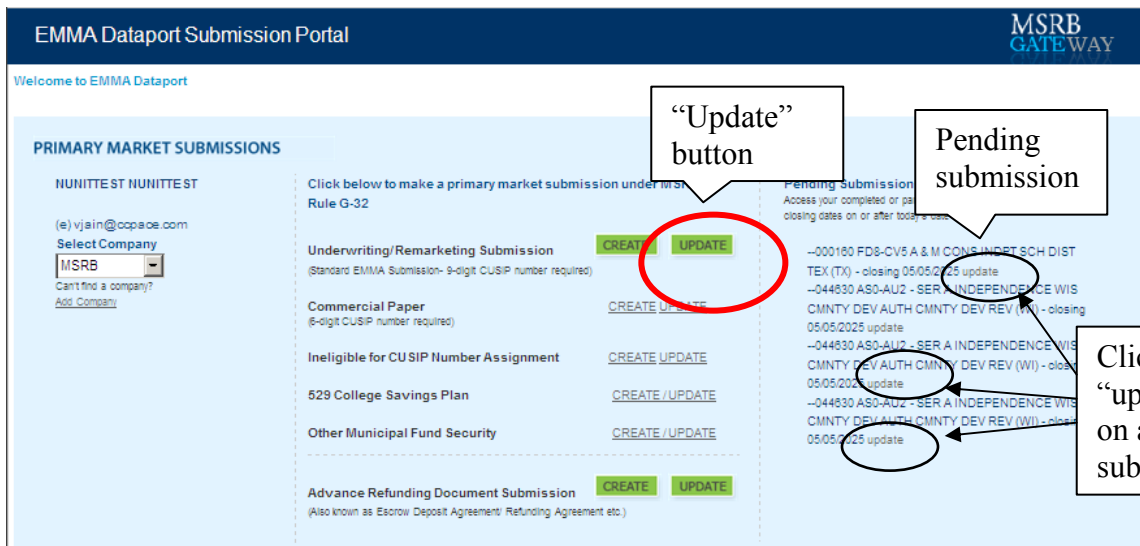 EMMA Dataport Submission Portal
MSRB
GATEWAY
Welcome to EMMA Dataport
"Update"
button
Pending
submission
PRIMARY MARKET SUBMISSIONS
NUNITTEST NUNITTEST
(e) vjain@ccpace.com
Select Company
MSRB
Can't find a company?
Add Company
Click below to make a primary market submission under MSR
Rule G-32
Underwriting/Remarketing Submission
CREATE UPDATE
(Standard EMMA Submission- 9-digit CUSIP number required)
Commercial Paper
CREATE UPDATE
(6-digit CUSIP number required)
Ineligible for CUSIP Number Assignment
CREATE UPDATE
529 College Savings Plan
CREATE / UPDATE
Other Municipal Fund Security
CREATE / UPDATE
Advance Refunding Document Submission
CREATE UPDATE
(Also known as Escrow Deposit Agreement/ Refunding Agreement etc.)
Pending Submission
Access your completed or pa
closing dates on or after today's date
--000160 FD8-CV5 A & M CONS INDPT SCH DIST
TEX (TX) - closing 05/05/2025 update
--044630 AS0-AU2 - SER A INDEPENDENCE WIS
CMNTY DEV AUTH CMNTY DEV REV (WI) - closing
05/05/2025 update
--044630 AS0-AU2 - SER A INDEPENDENCE WIS
CMNTY DEV AUTH CMNTY DEV REV (WI) - closing
05/05/2025 update
--044630 AS0-AU2 - SER A INDEPENDENCE WIS
CMNTY DEV AUTH CMNTY DEV REV (WI) - closing
05/05/2025 update
Clic
"up
on a
sub